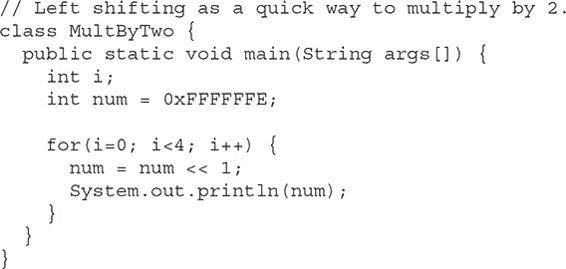 // Left shifting as a quick way to multiply by 2.
class MultByTwo {
  public static void main(String args[]) {
    int i;
    int num = 0xFFFFFFE;

    for(i=0; i<4; i++) {
      num = num << 1;
      System.out.println(num);
    }
  }
}